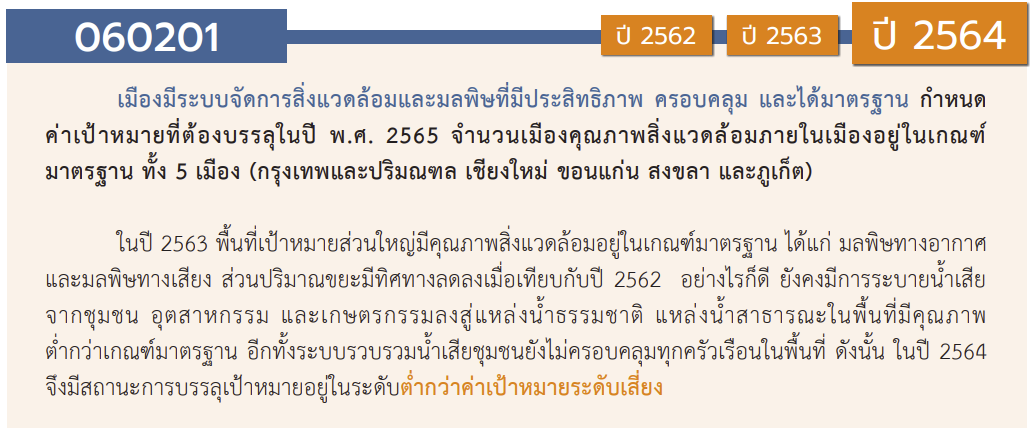 060201
ปี 2562 ปี 2563 ปี 2564
เมืองมีระบบจัดการสิ่งแวดล้อมและมลพิษที่มีประสิทธิภาพ ครอบคลุม และได้มาตรฐาน กำหนด
ค่าเป้าหมายที่ต้องบรรลุในปี พ.ศ. 2565 จำนวนเมืองคุณภาพสิ่งแวดล้อมภายในเมืองอยู่ในเกณฑ์
มาตรฐาน ทั้ง 5 เมือง (กรุงเทพและปริมณฑล เชียงใหม่ ขอนแก่น สงขลา และภูเก็ต)
ในปี 2563 พื้นที่เป้าหมายส่วนใหญ่มีคุณภาพสิ่งแวดล้อมอยู่ในเกณฑ์มาตรฐาน ได้แก่ มลพิษทางอากาศ
และมลพิษทางเสียง ส่วนปริมาณขยะมีทิศทางลดลงเมื่อเทียบกับปี 2562 อย่างไรก็ดี ยังคงมีการระบายน้ำเสีย
จากชุมชน อุตสาหกรรม และเกษตรกรรมลงสู่แหล่งน้ำธรรมชาติ แหล่งน้ำสาธารณะในพื้นที่มีคุณภาพ
ต่ำกว่าเกณฑ์มาตรฐาน อีกทั้งระบบรวบรวมน้ำเสียชุมชนยังไม่ครอบคลุมทุกครัวเรือนในพื้นที่ ดังนั้น ในปี 2564
จึงมีสถานะการบรรลุเป้าหมายอยู่ในระดับต่ำกว่าค่าเป้าหมายระดับเสี่ยง